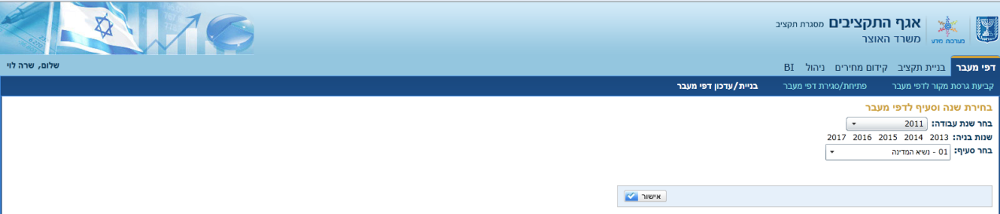 אגף התקציבים מסגרת תקציב
משרד האוצר
מערכות מידע
שלום, שרה לוי
דפי מעבר בניית תקציב קידום מחירים ניהול BI
קביעת גרסת מקור לדפי מעבר פתיחת/סגירת דפי מעבר בניית/עדכון דפי מעבר
בחירת שנה וסעיף לדפי מעבר
בחר שנת עבודה: 2011
שנות בניה: 2013 2014 2015 2016 2017
בחר סעיף: 01 - נשיא המדינה
אישור